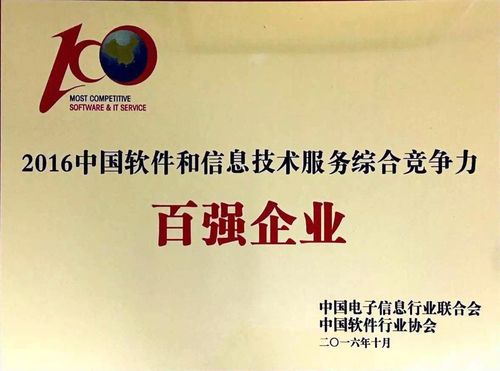 100
MOST COMPETITIVE
SOFTWARE & IT SERVICE
2016中国软件和信息技术服务综合竞争力
百强企业
中国电子信息行业联合会
中国软件行业协会
二〇一六年十月